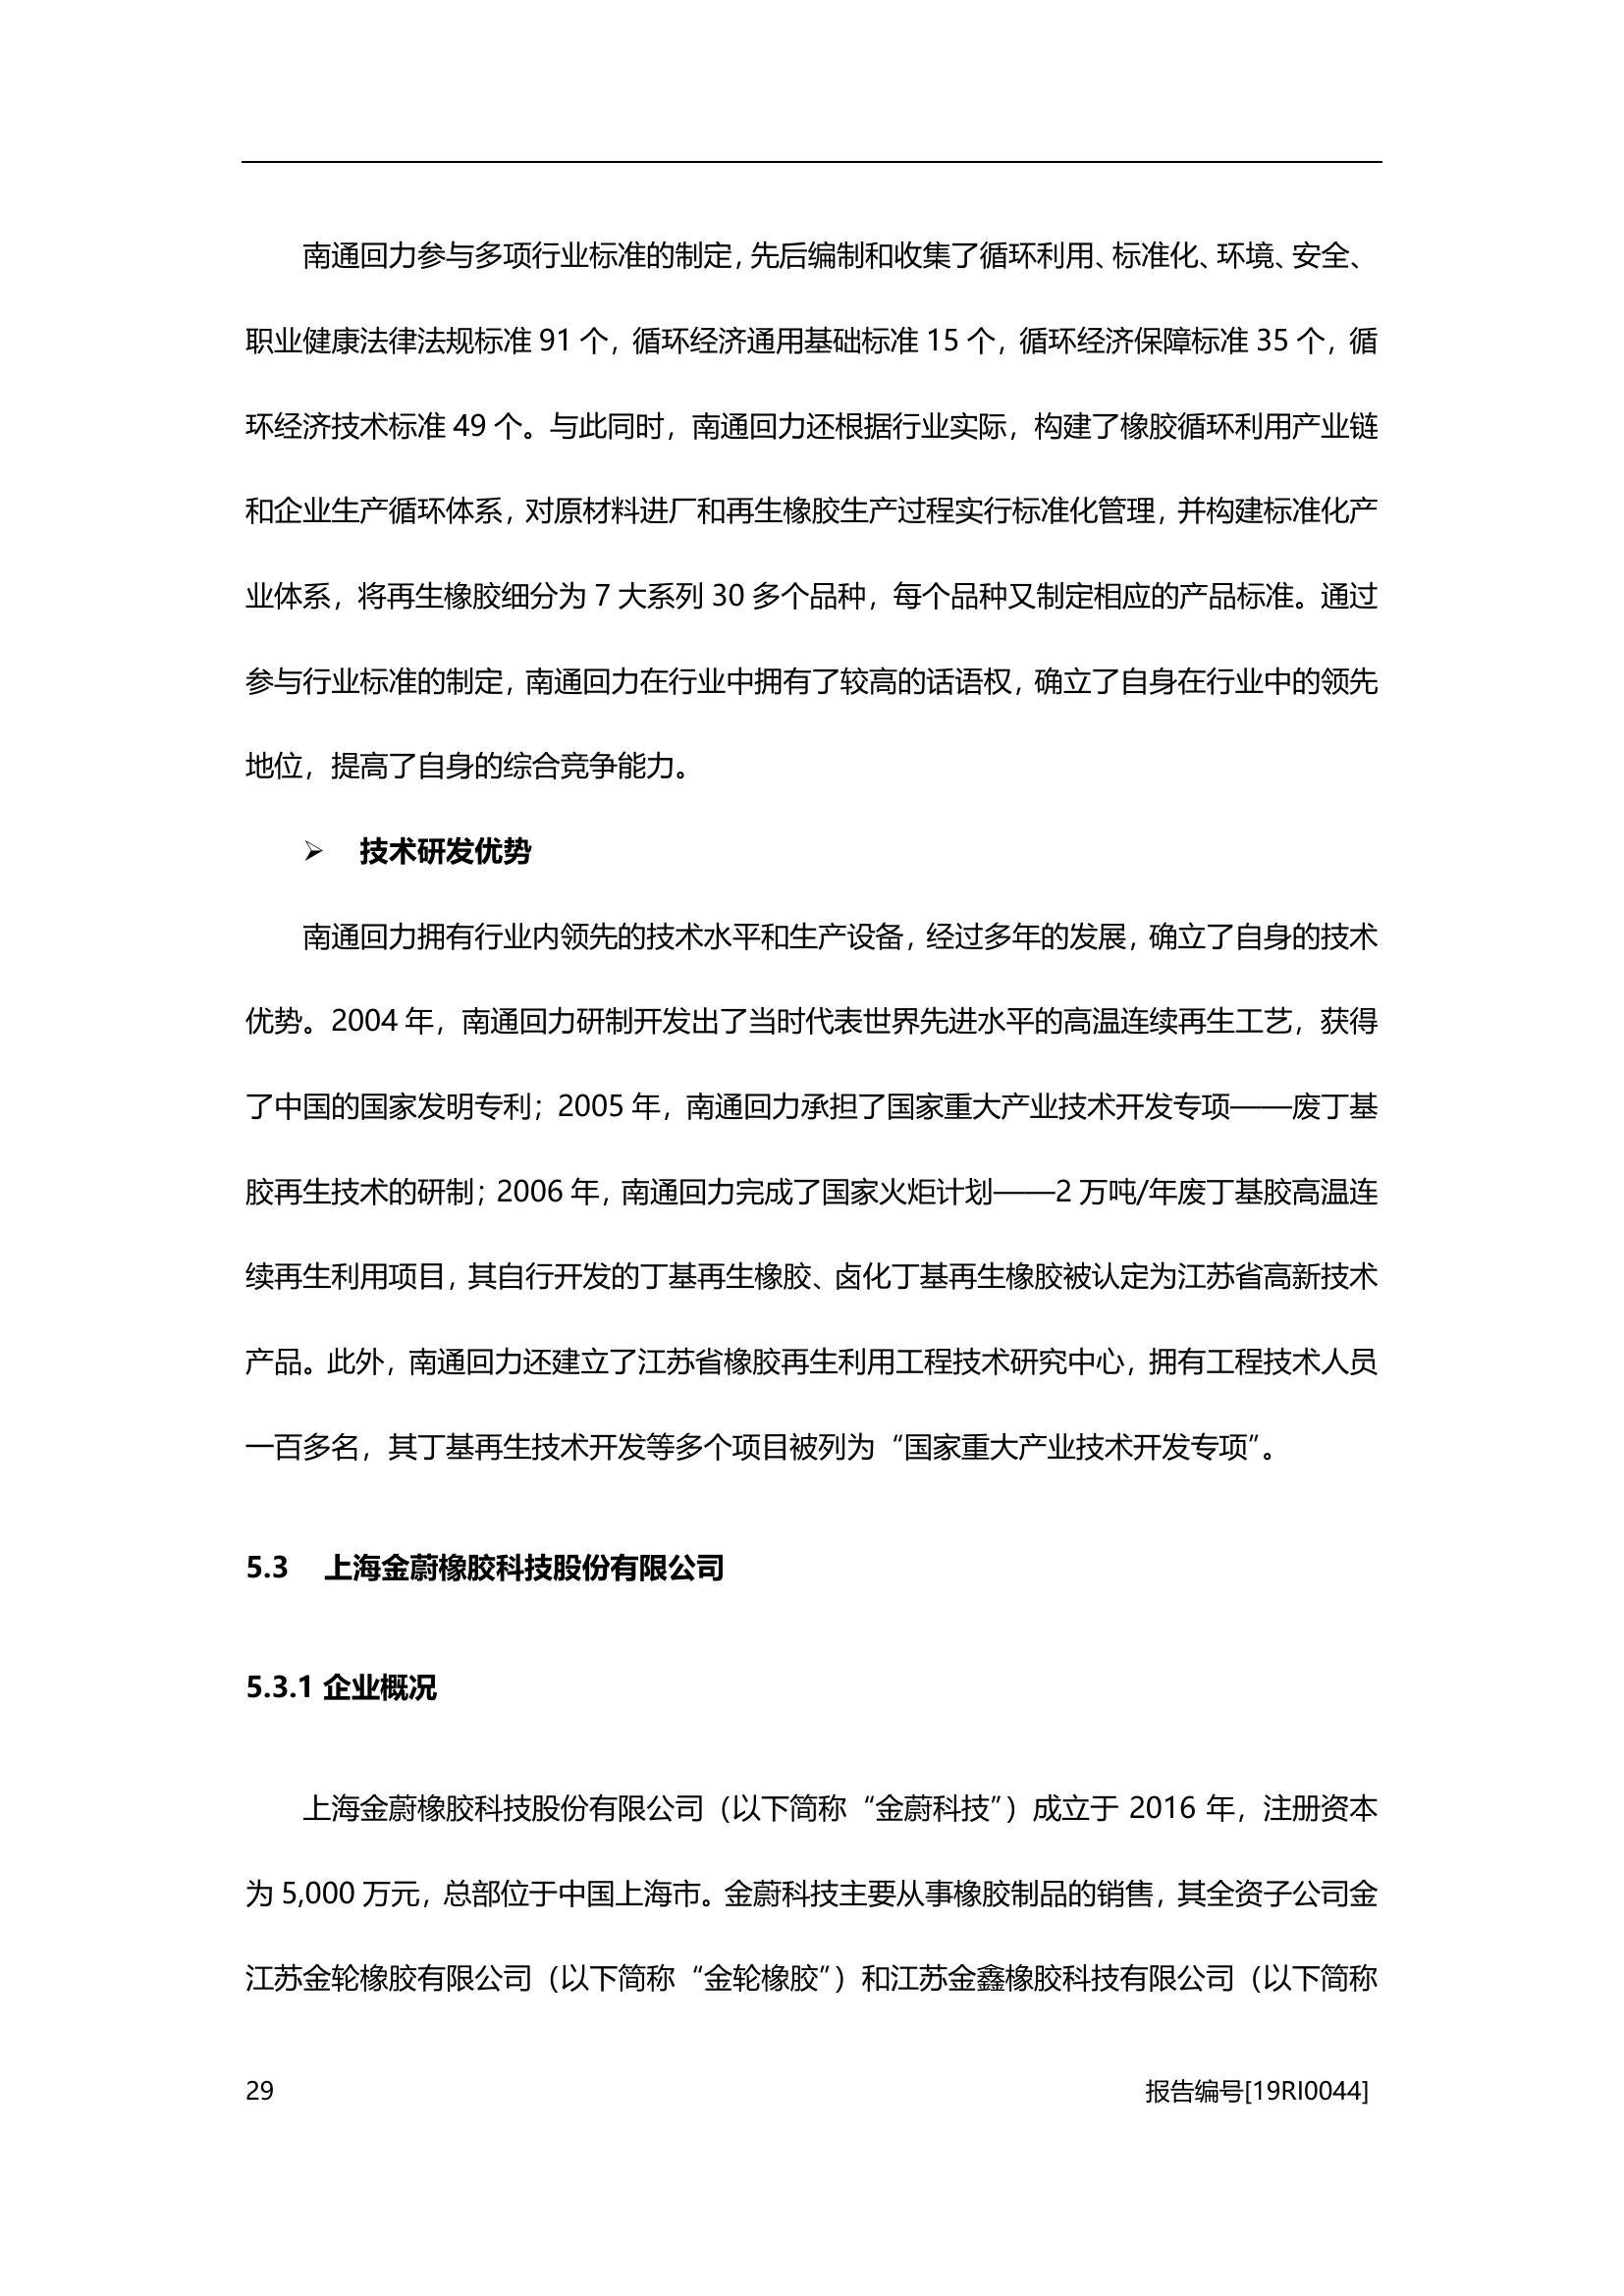 南通回力参与多项行业标准的制定，先后编制和收集了循环利用、标准化、环境、安全、
职业健康法律法规标准 91 个，循环经济通用基础标准 15 个，循环经济保障标准 35 个，循
环经济技术标准 49 个。与此同时，南通回力还根据行业实际，构建了橡胶循环利用产业链
和企业生产循环体系，对原材料进厂和再生橡胶生产过程实行标准化管理，并构建标准化产
业体系，将再生橡胶细分为 7 大系列 30 多个品种，每个品种又制定相应的产品标准。通过
参与行业标准的制定，南通回力在行业中拥有了较高的话语权，确立了自身在行业中的领先
地位，提高了自身的综合竞争能力。
➢ 技术研发优势
南通回力拥有行业内领先的技术水平和生产设备，经过多年的发展，确立了自身的技术
优势。2004 年，南通回力研制开发出了当时代表世界先进水平的高温连续再生工艺，获得
了中国的国家发明专利；2005 年，南通回力承担了国家重大产业技术开发专项——废丁基
胶再生技术的研制；2006 年，南通回力完成了国家火炬计划——2 万吨/年废丁基胶高温连
续再生利用项目，其自行开发的丁基再生橡胶、卤化丁基再生橡胶被认定为江苏省高新技术
产品。此外，南通回力还建立了江苏省橡胶再生利用工程技术研究中心，拥有工程技术人员
一百多名，其丁基再生技术开发等多个项目被列为“国家重大产业技术开发专项”。
5.3 上海金蔚橡胶科技股份有限公司
5.3.1 企业概况
上海金蔚橡胶科技股份有限公司（以下简称“金蔚科技”）成立于 2016 年，注册资本
为 5,000 万元，总部位于中国上海市。金蔚科技主要从事橡胶制品的销售，其全资子公司金
江苏金轮橡胶有限公司（以下简称“金轮橡胶”）和江苏金鑫橡胶科技有限公司（以下简称
29 报告编号[19RI0044]